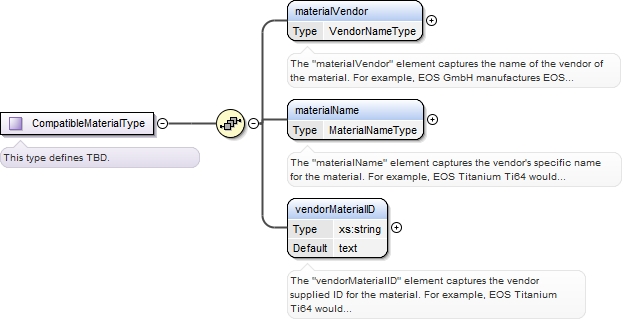 materialVendor
Type VendorNameType
The "materialVendor" element captures the name of the vendor of
the material. For example, EOS GmbH manufactures EOS...
CompatibleMaterialType
This type defines TBD.
materialName
Type MaterialNameType
The "materialName" element captures the vendor's specific name
for the material. For example, EOS Titanium Ti64 would...
vendorMaterialID
Type xs:string
Default text
The "vendorMaterialID" element captures the vendor
supplied ID for the material. For example, EOS Titanium
Ti64 would...